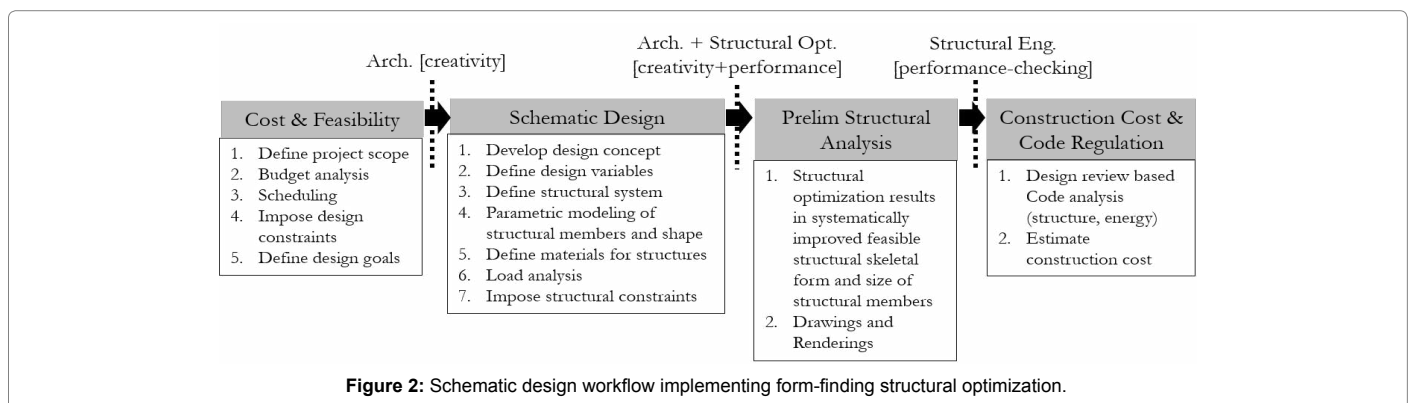 Arch. [creativity]
Arch. + Structural Opt.
[creativity+performance]
Structural Eng.
[performance-checking]
Cost & Feasibility
1. Define project scope
2. Budget analysis
3. Scheduling
4. Impose design
constraints
5. Define design goals
Schematic Design
1. Develop design concept
2. Define design variables
3. Define structural system
4. Parametric modeling of
structural members and shape
5. Define materials for structures
6. Load analysis
7. Impose structural constraints
Prelim Structural
Analysis
1. Structural
optimization results
in systematically
improved feasible
structural skeletal
form and size of
structural members
2. Drawings and
Renderings
Construction Cost &
Code Regulation
1. Design review based
Code analysis
(structure, energy)
2. Estimate
construction cost
Figure 2: Schematic design workflow implementing form-finding structural optimization.